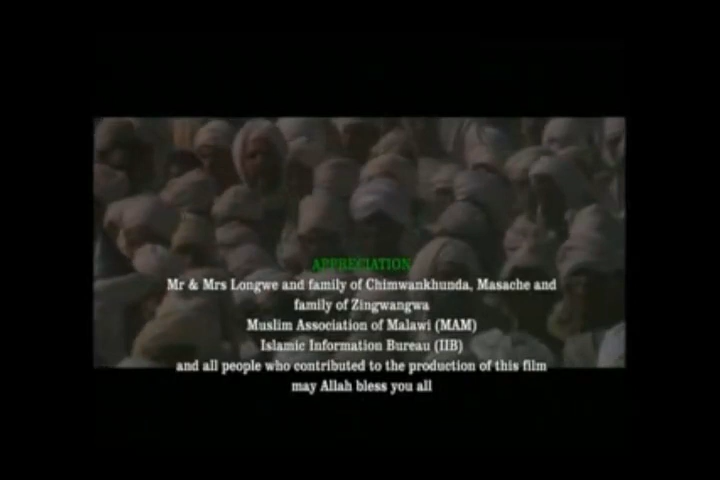 APPRECIATION
Mr & Mrs Longwe and family of Chimwankhunda, Masache and
family of Zingwangwa
Muslim Association of Malawi (MAM)
Islamic Information Bureau (IIB)
and all people who contributed to the production of this film
may Allah bless you all